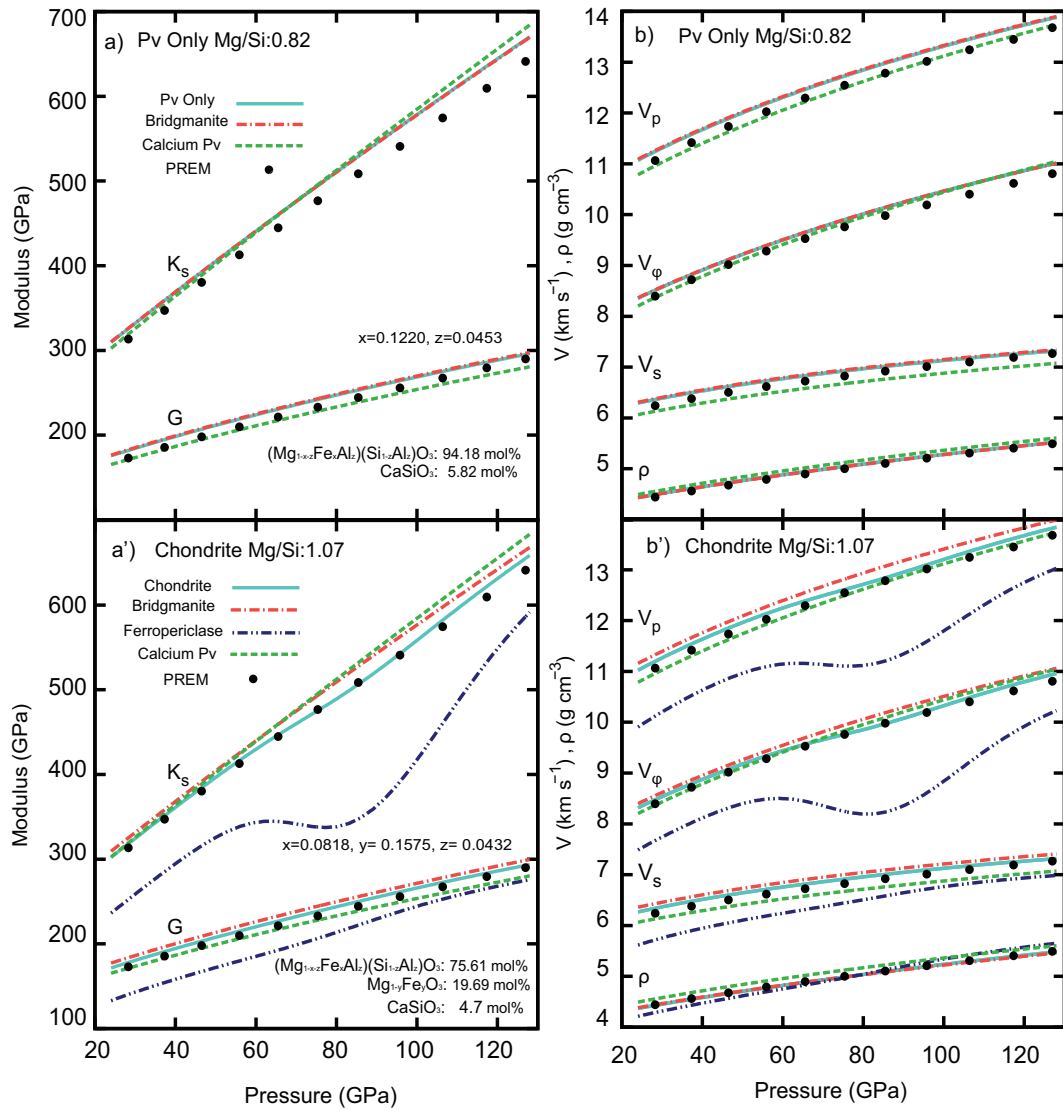 a) Pv Only Mg/Si:0.82
700
600
500
400
300
200
Modulus (GPa)
Pv Only
Bridgmanite
Calcium Pv
PREM
Ks
x=0.1220, z=0.0453
G
(Mg1-x-zFexAlz)(Si1-zAlz)O3: 94.18 mol%
CaSiO3: 5.82 mol%
b) Pv Only Mg/Si:0.82
14
13
12
11
10
9
8
7
6
5
V (km s⁻¹) , ρ (g cm⁻³)
Vp
Vφ
Vs
ρ
a') Chondrite Mg/Si:1.07
600
500
400
300
200
100
Modulus (GPa)
Chondrite
Bridgmanite
Ferropericlase
Calcium Pv
PREM
Ks
x=0.0818, y= 0.1575, z= 0.0432
G
(Mg1-x-zFexAlz)(Si1-zAlz)O3: 75.61 mol%
Mg1-yFeyO3: 19.69 mol%
CaSiO3: 4.7 mol%
20 40 60 80 100 120
Pressure (GPa)
b') Chondrite Mg/Si:1.07
13
12
11
10
9
8
7
6
5
4
V (km s⁻¹) , ρ (g cm⁻³)
Vp
Vφ
Vs
ρ
20 40 60 80 100 120
Pressure (GPa)